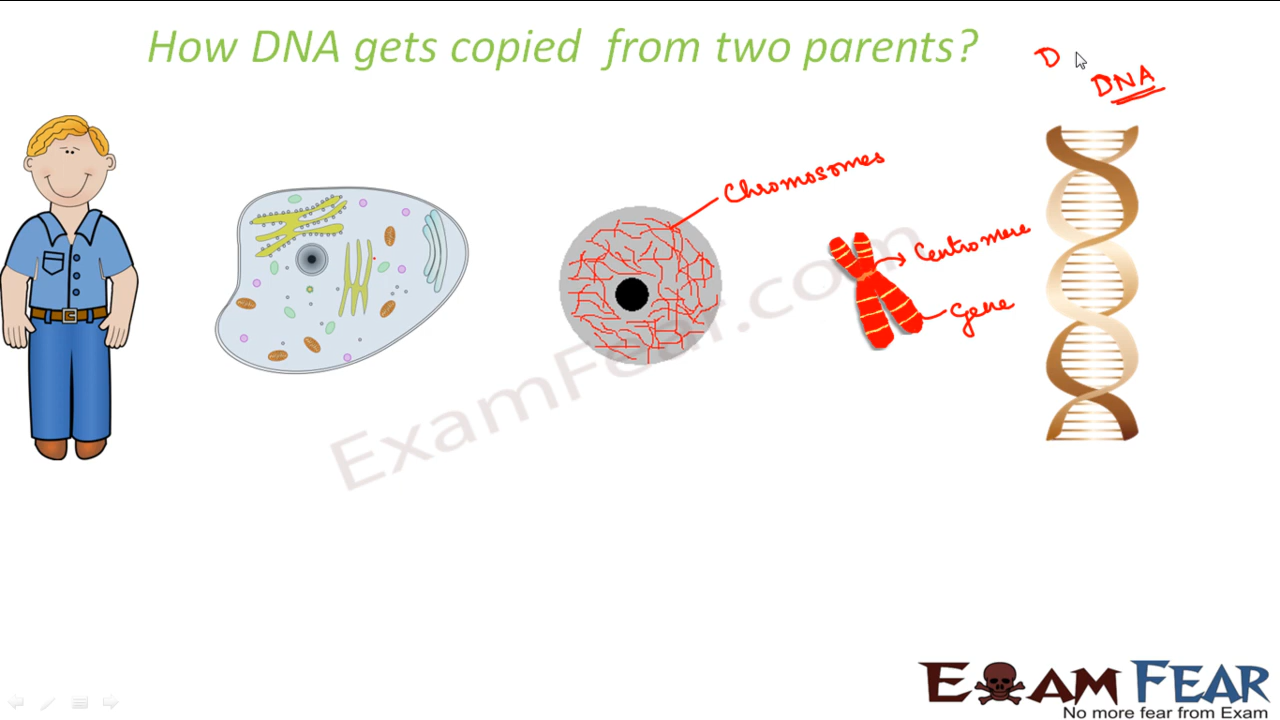 How DNA gets copied from two parents?
D
DNA
Chromosomes
Centromere
Gene
ExamFear.com
EXAM FEAR
No more fear from Exam